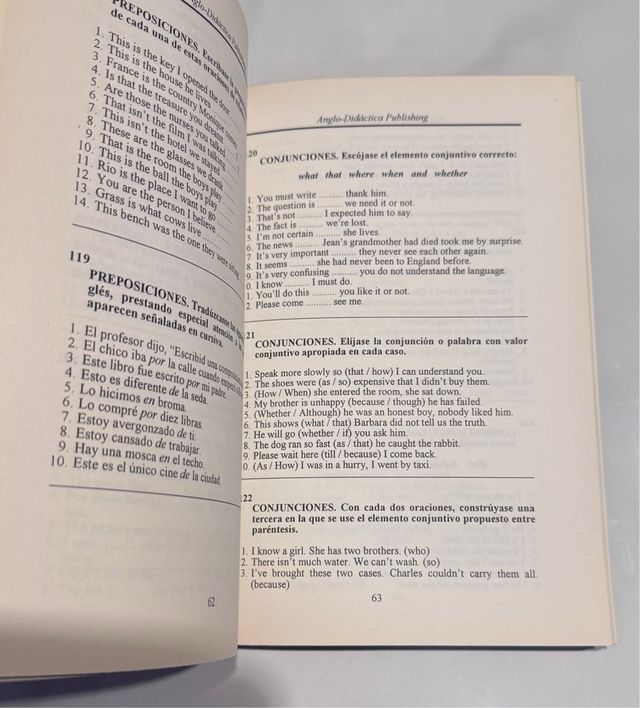 Anglo-Didáctica Publishing
PREPOSICIONES. Escríbase la
de cada una de estas oraciones
1. This is the key I opened the door
2. This is the house he lives
3. France is the country Monique comes
4. Is that the treasure you dream
5. Are those the nurses you talked
6. That isn't the film I was talking
7. This isn't the hotel we stayed
8. These are the glasses we drank
9. That is the room the boys play
10. This is the ball the boys play
11. Rio is the place I want to go
12. You are the person I believe
13. Grass is what cows live
14. This bench was the one they were sitting
119
PREPOSICIONES. Tradúzcanse
glés, prestando especial atención a
aparecen señaladas en cursiva.
1. El profesor dijo, "Escribid una composición
2. El chico iba por la calle cuando empezó
3. Este libro fue escrito por mi padre.
4. Esto es diferente de la seda.
5. Lo hicimos en broma.
6. Lo compré por diez libras.
7. Estoy avergonzado de ti.
8. Estoy cansado de trabajar.
9. Hay una mosca en el techo.
10. Este es el único cine de la ciudad.
62
Anglo-Didáctica Publishing
20
CONJUNCIONES. Escójase el elemento conjuntivo correcto:
what that where when and whether
1. You must write .......... thank him.
2. The question is .......... we need it or not.
3. That's not .......... I expected him to say.
4. The fact is .......... we're lost.
5. I'm not certain .......... she lives.
6. The news .......... Jean's grandmother had died took me by surprise.
7. It's very important .......... they never see each other again.
8. It seems .......... she had never been to England before.
9. It's very confusing .......... you do not understand the language.
0. I know .......... I must do.
1. You'll do this .......... you like it or not.
2. Please come .......... see me.
21
CONJUNCIONES. Elíjase la conjunción o palabra con valor
conjuntivo apropiada en cada caso.
1. Speak more slowly so (that / how) I can understand you.
2. The shoes were (as / so) expensive that I didn't buy them.
3. (How / When) she entered the room, she sat down.
4. My brother is unhappy (because / though) he has failed.
5. (Whether / Although) he was an honest boy, nobody liked him.
6. This shows (what / that) Barbara did not tell us the truth.
7. He will go (whether / if) you ask him.
8. The dog ran so fast (as / that) he caught the rabbit.
9. Please wait here (till / because) I come back.
0. (As / How) I was in a hurry, I went by taxi.
22
CONJUNCIONES. Con cada dos oraciones, constrúyase una
tercera en la que se use el elemento conjuntivo propuesto entre
paréntesis.
1. I know a girl. She has two brothers. (who)
2. There isn't much water. We can't wash. (so)
3. I've brought these two cases. Charles couldn't carry them all.
(because)
63